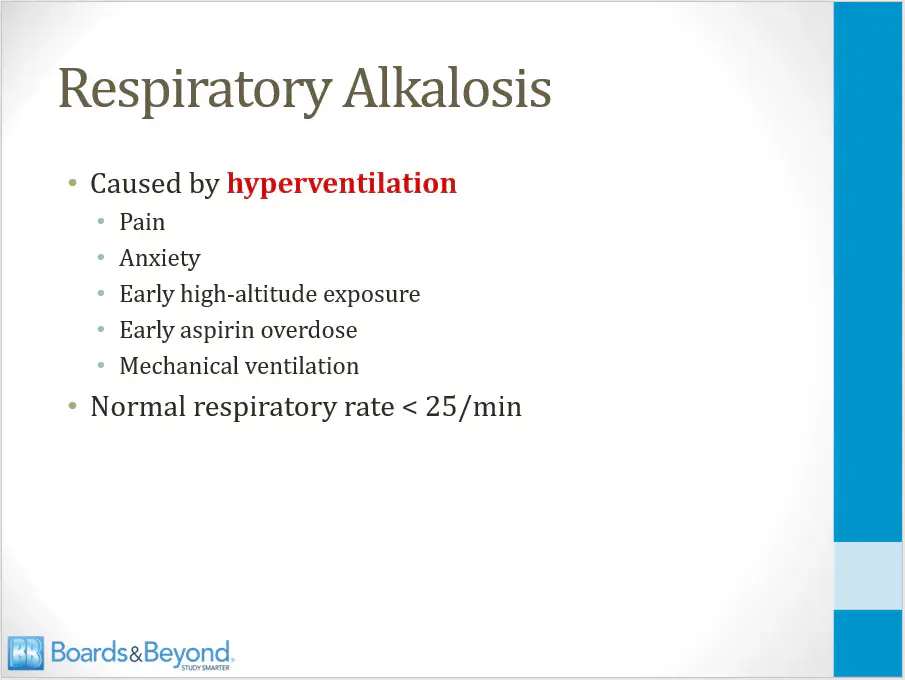 Respiratory Alkalosis
• Caused by hyperventilation
• Pain
• Anxiety
• Early high-altitude exposure
• Early aspirin overdose
• Mechanical ventilation
• Normal respiratory rate < 25/min
BB Boards&Beyond.
STUDY SMARTER